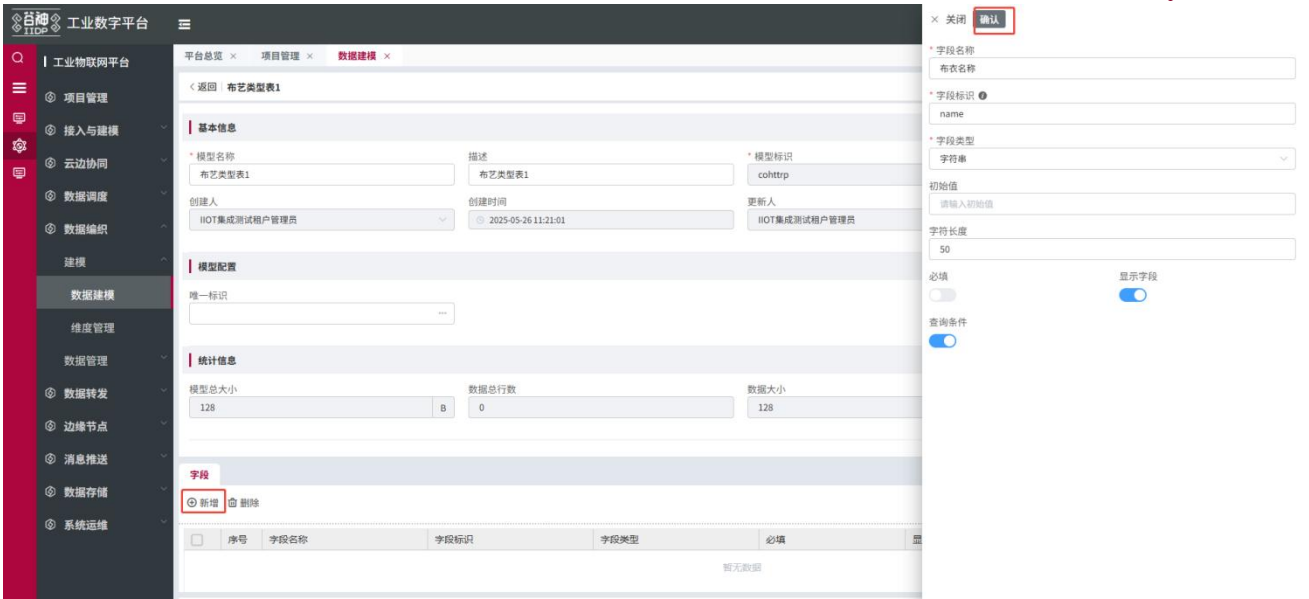 谷神 IIDP 工业数字平台
工业物联网平台
项目管理
接入与建模
云边协同
数据调度
数据编织
建模
数据建模
维度管理
数据管理
数据转发
边缘节点
消息推送
数据存储
系统运维
平台总览 × 项目管理 × 数据建模 ×
< 返回 布艺类型表1
基本信息
* 模型名称 描述 * 模型标识
布艺类型表1 布艺类型表1 cohttrp
创建人 创建时间 更新人
IIOT集成测试租户管理员 2025-05-26 11:21:01 IIOT集成测试租户管理员
模型配置
唯一标识
...
统计信息
模型总大小 数据总行数 数据大小
128 B 0 128
字段
新增 删除
序号 字段名称 字段标识 字段类型 必填 显
暂无数据
× 关闭 确认
* 字段名称
布衣名称
* 字段标识
name
* 字段类型
字符串
初始值
请输入初始值
字符长度
50
必填 显示字段
查询条件